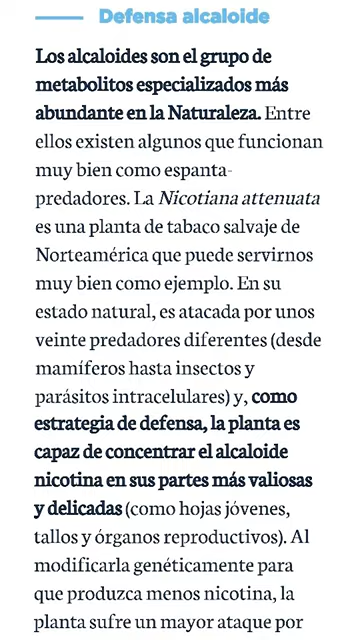 Defensa alcaloide
Los alcaloides son el grupo de
metabolitos especializados más
abundante en la Naturaleza. Entre
ellos existen algunos que funcionan
muy bien como espanta-
predadores. La Nicotiana attenuata
es una planta de tabaco salvaje de
Norteamérica que puede servirnos
muy bien como ejemplo. En su
estado natural, es atacada por unos
veinte predadores diferentes (desde
mamíferos hasta insectos y
parásitos intracelulares) y, como
estrategia de defensa, la planta es
capaz de concentrar el alcaloide
nicotina en sus partes más valiosas
y delicadas (como hojas jóvenes,
tallos y órganos reproductivos). Al
modificarla genéticamente para
que produzca menos nicotina, la
planta sufre un mayor ataque por